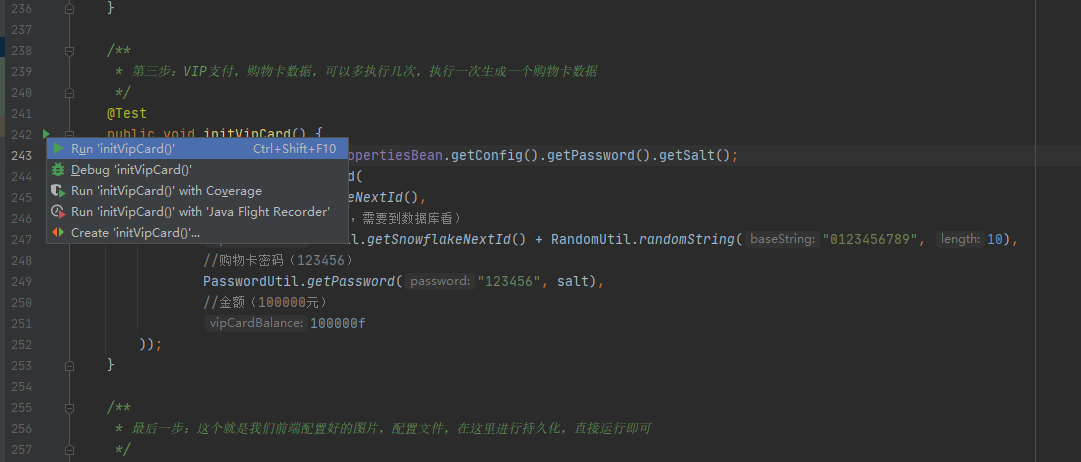 236 }
237
238 /**
239 * 第三步：VIP支付，购物卡数据，可以多执行几次，执行一次生成一个购物卡数据
240 */
241 @Test
242 public void initVipCard() {
Run 'initVipCard()' Ctrl+Shift+F10
243 opertiesBean.getConfig().getPassword().getSalt();
Debug 'initVipCard()'
244 d(
Run 'initVipCard()' with Coverage
245 eNextId(),
Run 'initVipCard()' with 'Java Flight Recorder'
246 ，需要到数据库看）
Create 'initVipCard()'...
247 il.getSnowflakeNextId() + RandomUtil.randomString( baseString: "0123456789", length: 10),
248 //购物卡密码（123456）
249 PasswordUtil.getPassword( password: "123456", salt),
250 //金额（100000元）
251 vipCardBalance: 100000f
252 ));
253 }
254
255 /**
256 * 最后一步：这个就是我们前端配置好的图片，配置文件，在这里进行持久化，直接运行即可
257 */